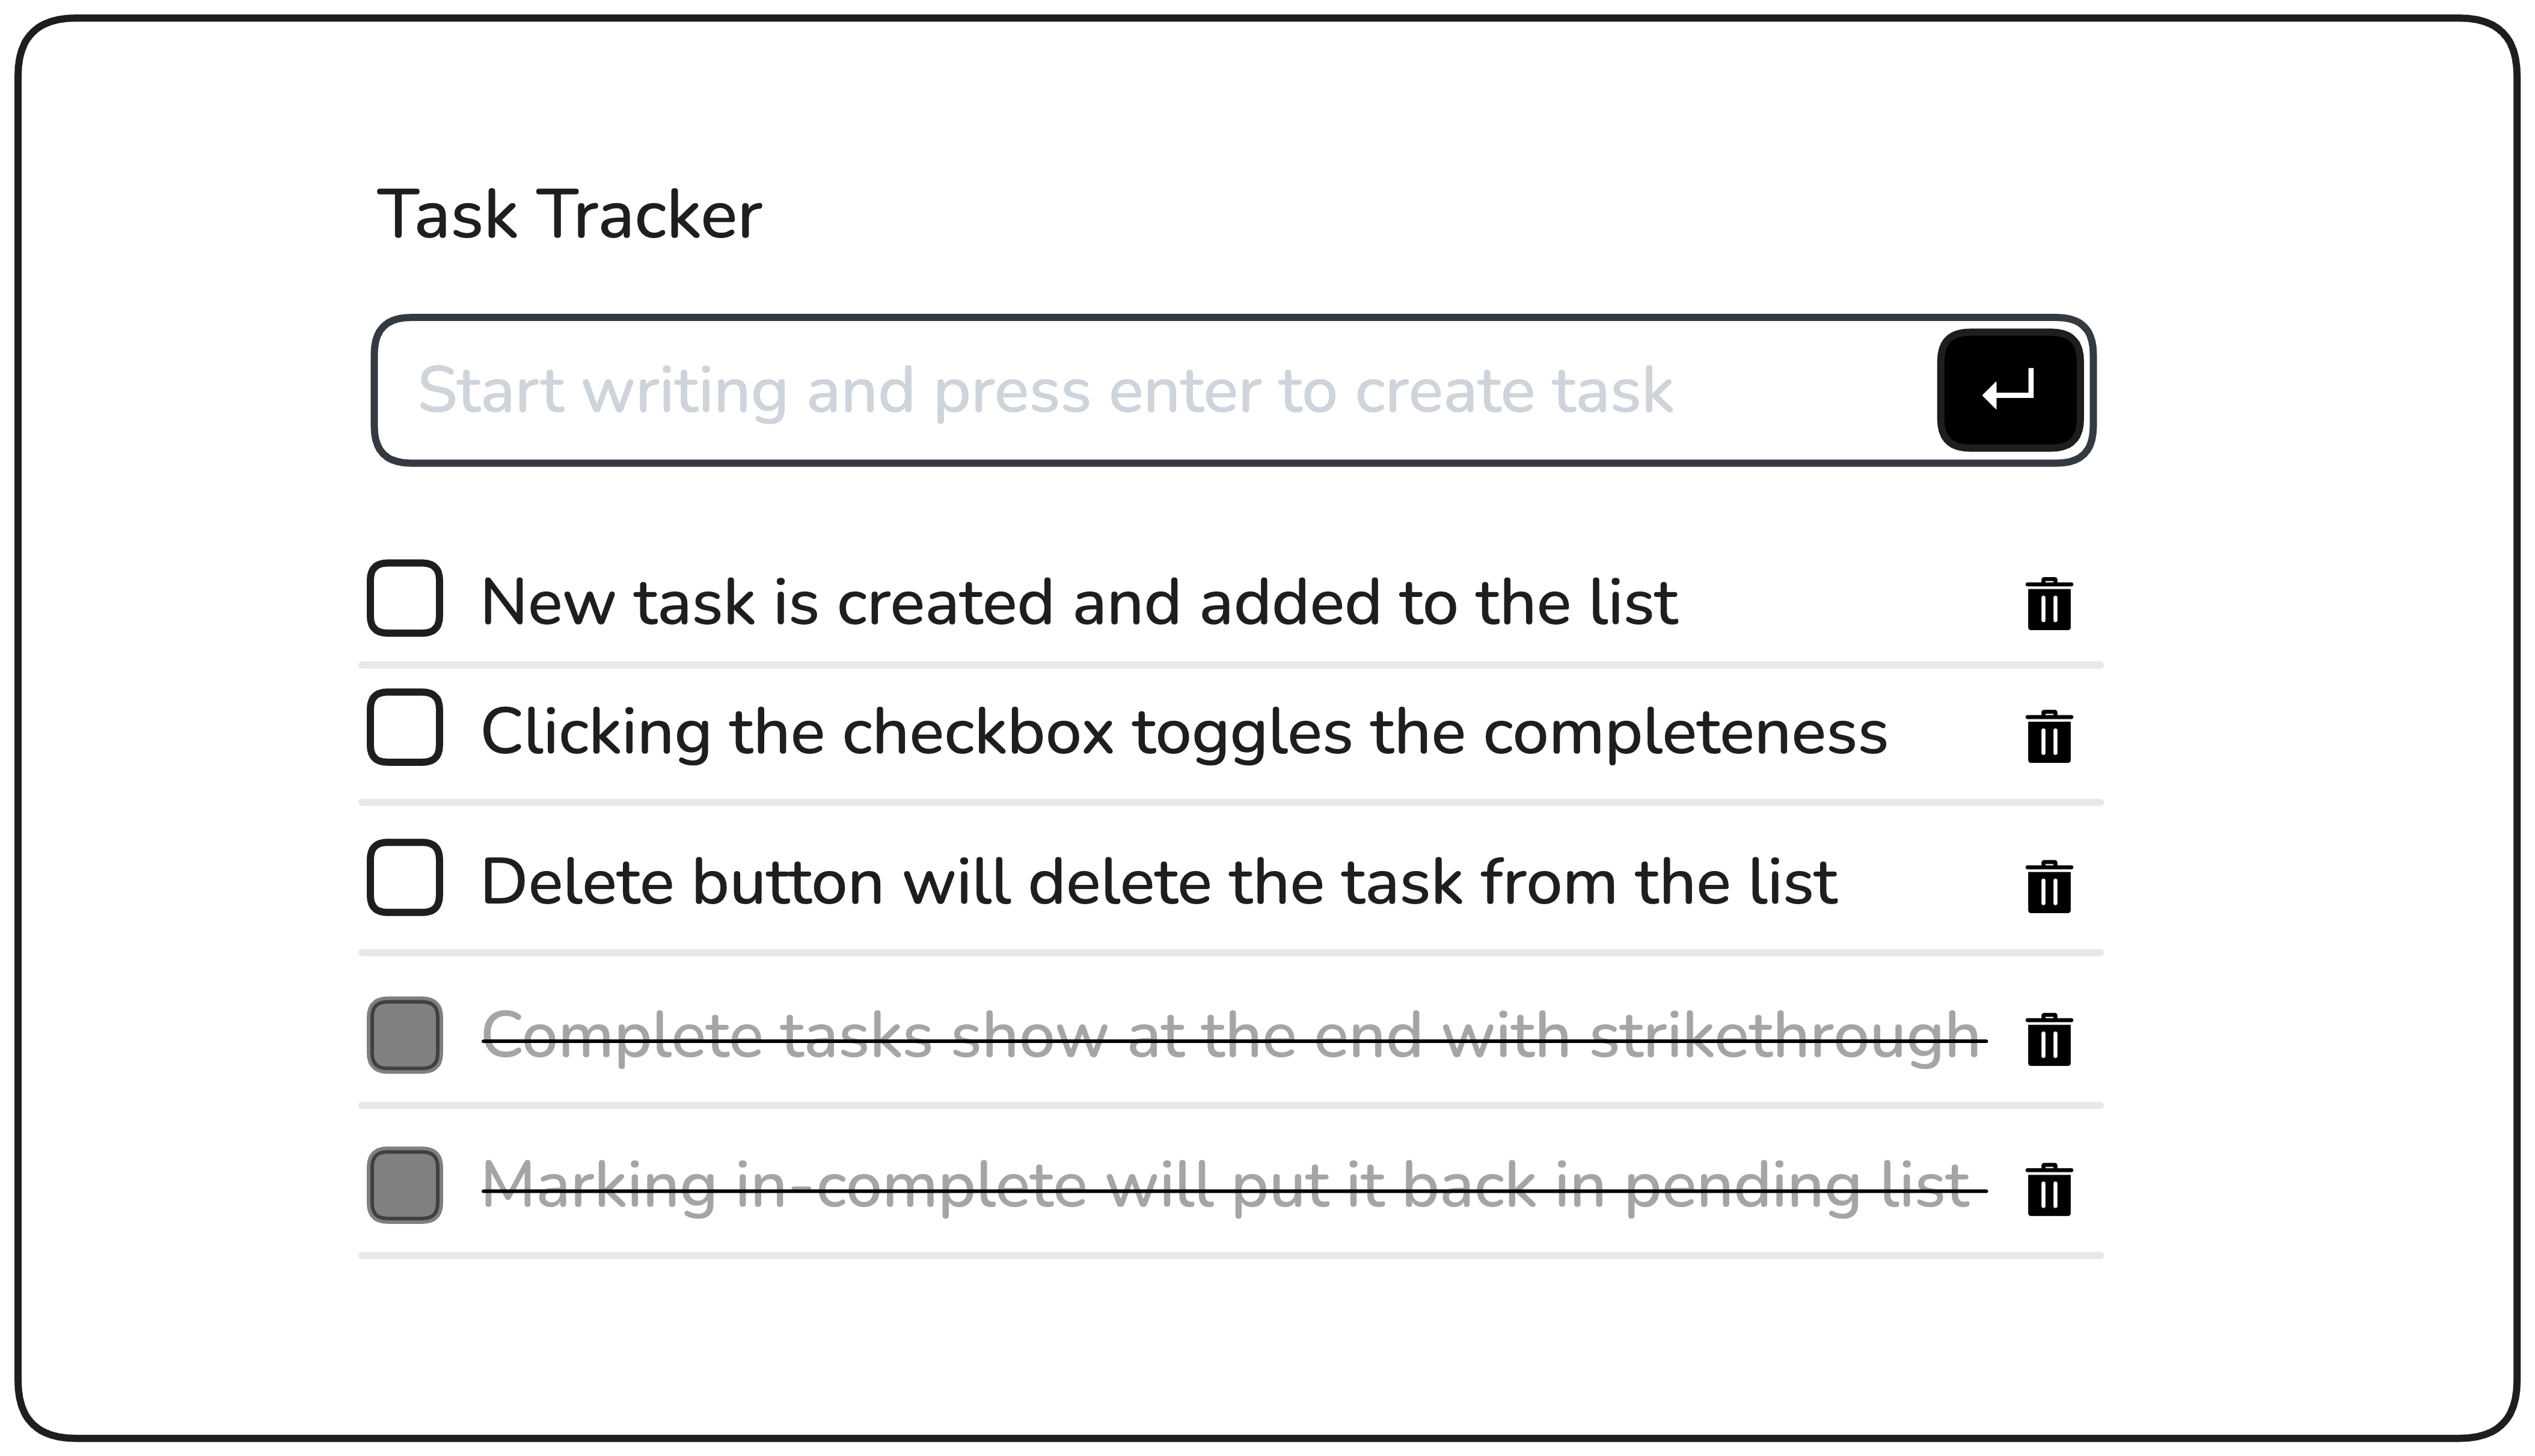 Task Tracker
Start writing and press enter to create task
New task is created and added to the list
Clicking the checkbox toggles the completeness
Delete button will delete the task from the list
Complete tasks show at the end with strikethrough
Marking in-complete will put it back in pending list